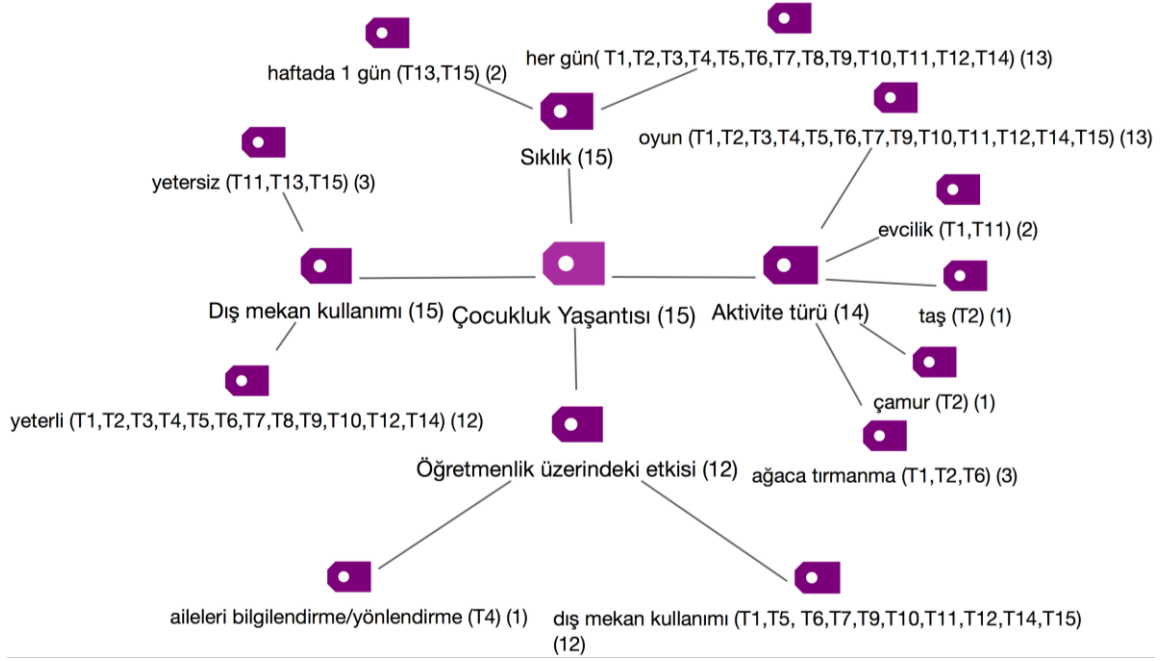 her gün( T1,T2,T3,T4,T5,T6,T7,T8,T9,T10,T11,T12,T14) (13)
haftada 1 gün (T13,T15) (2)
oyun (T1,T2,T3,T4,T5,T6,T7,T9,T10,T11,T12,T14,T15) (13)
Sıklık (15)
yetersiz (T11,T13,T15) (3)
evcilik (T1,T11) (2)
Dış mekan kullanımı (15)
Çocukluk Yaşantısı (15)
Aktivite türü (14)
taş (T2) (1)
çamur (T2) (1)
yeterli (T1,T2,T3,T4,T5,T6,T7,T8,T9,T10,T12,T14) (12)
Öğretmenlik üzerindeki etkisi (12)
ağaca tırmanma (T1,T2,T6) (3)
aileleri bilgilendirme/yönlendirme (T4) (1)
dış mekan kullanımı (T1,T5, T6,T7,T9,T10,T11,T12,T14,T15)
(12)